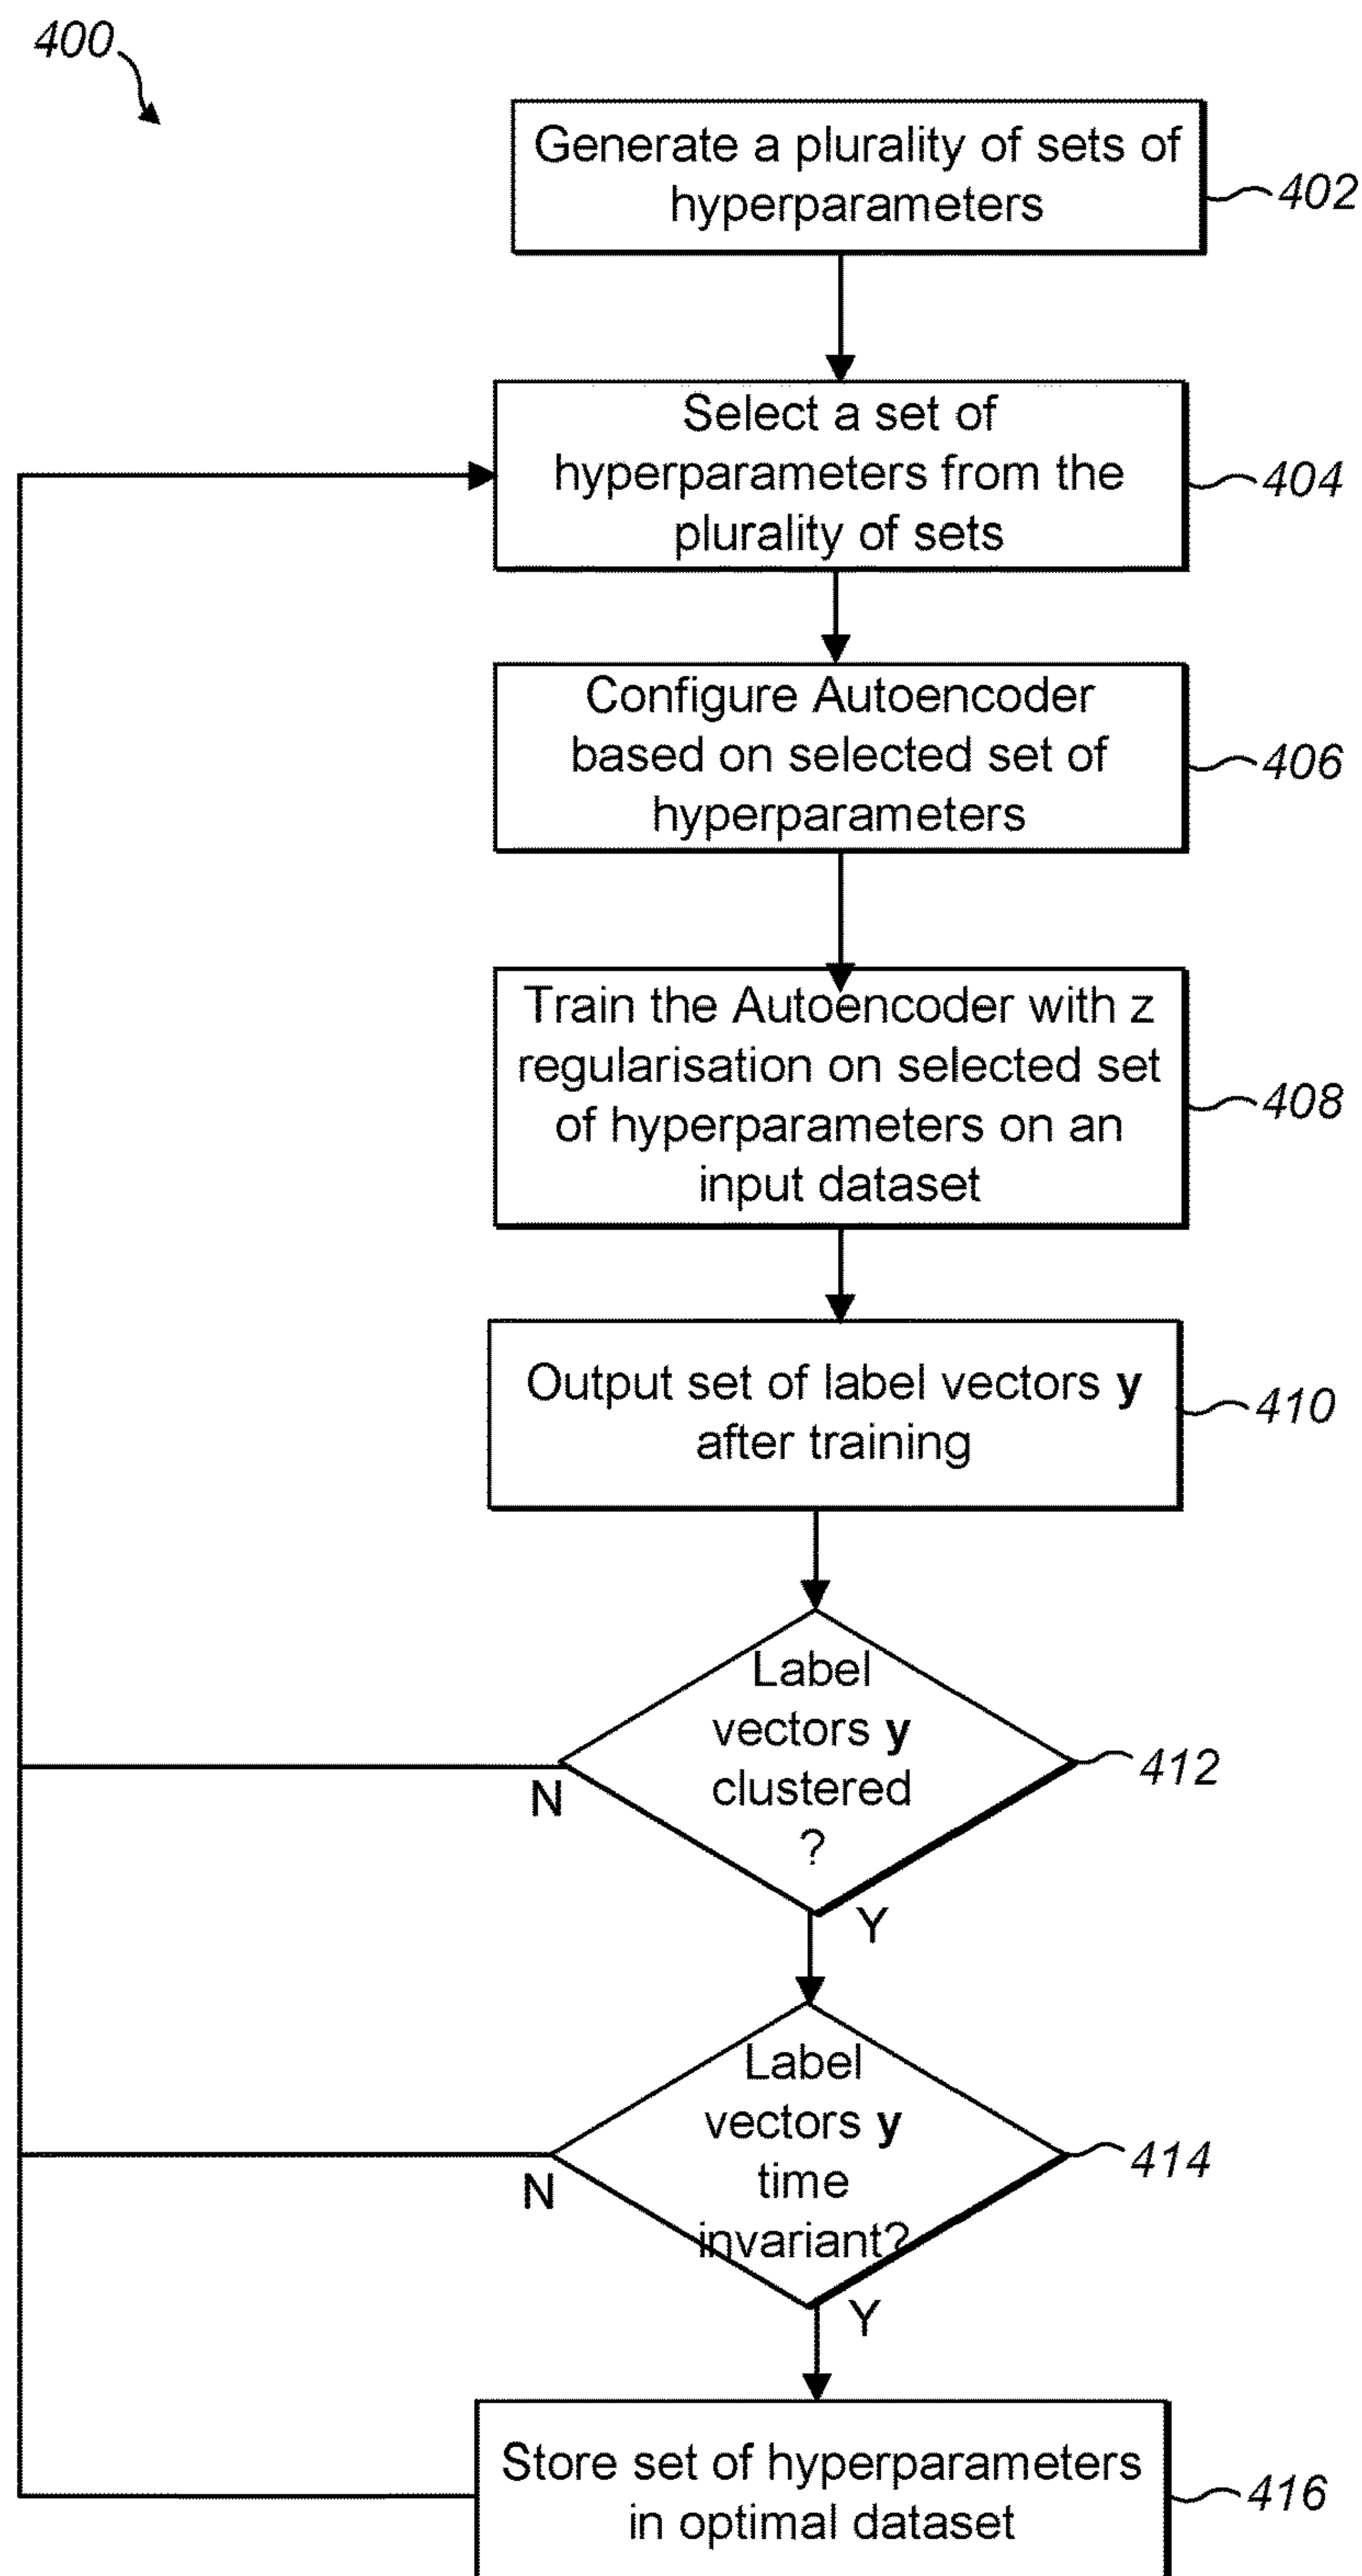 400
Generate a plurality of sets of
hyperparameters
402
Select a set of
hyperparameters from the
plurality of sets
404
Configure Autoencoder
based on selected set of
hyperparameters
406
Train the Autoencoder with z
regularisation on selected set
of hyperparameters on an
input dataset
408
Output set of label vectors y
after training
410
Label
vectors y
clustered
?
412
N
Y
Label
vectors y
time
invariant?
414
N
Y
Store set of hyperparameters
in optimal dataset
416